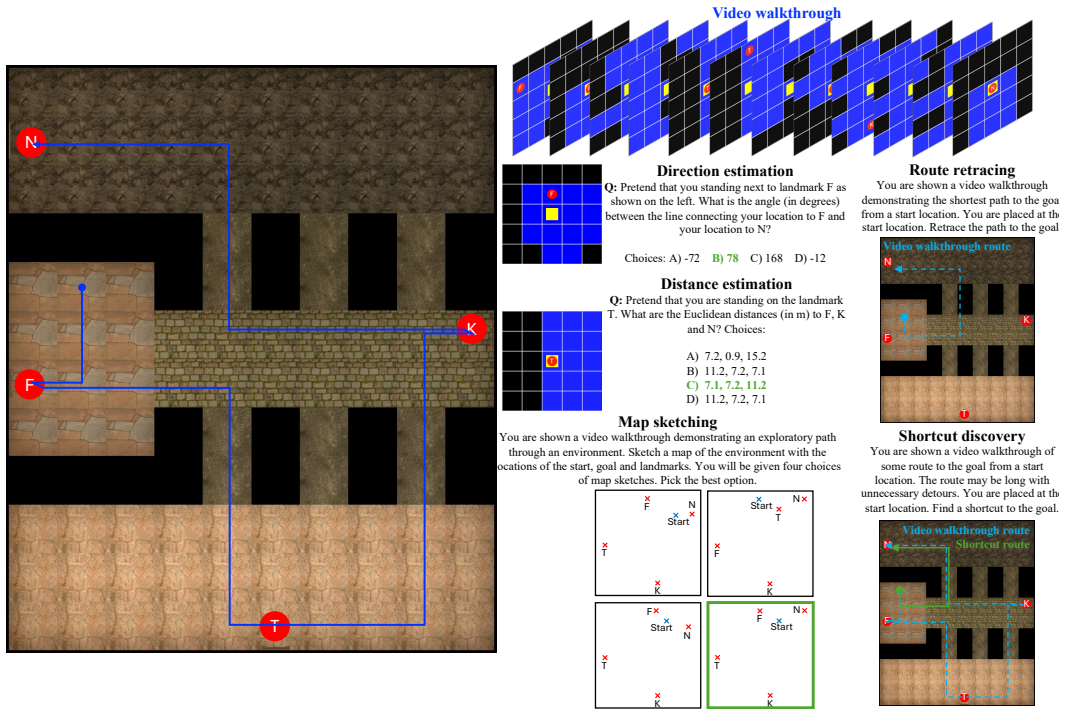 Video walkthrough
N
K
F
T
Direction estimation
Q: Pretend that you standing next to landmark F as
shown on the left. What is the angle (in degrees)
between the line connecting your location to F and
your location to N?
Choices: A) -72 B) 78 C) 168 D) -12
F
Distance estimation
Q: Pretend that you are standing on the landmark
T. What are the Euclidean distances (in m) to F, K
and N? Choices:
A) 7.2, 0.9, 15.2
B) 11.2, 7.2, 7.1
C) 7.1, 7.2, 11.2
D) 11.2, 7.2, 7.1
T
Map sketching
You are shown a video walkthrough demonstrating an exploratory path
through an environment. Sketch a map of the environment with the
ocations of the start, goal and landmarks. You will be given four choices
of map sketches. Pick the best option.
F
N
Start
T
K
Start
N
T
F
K
F
Start
N
T
K
F
N
Start
T
K
Route retracing
You are shown a video walkthrough
demonstrating the shortest path to the goa
from a start location. You are placed at the
start location. Retrace the path to the goal
Video walkthrough route
N
K
F
T
Shortcut discovery
You are shown a video walkthrough of
some route to the goal from a start
location. The route may be long with
unnecessary detours. You are placed at the
start location. Find a shortcut to the goal.
Video walkthrough route
Shortcut route
N
K
F
T